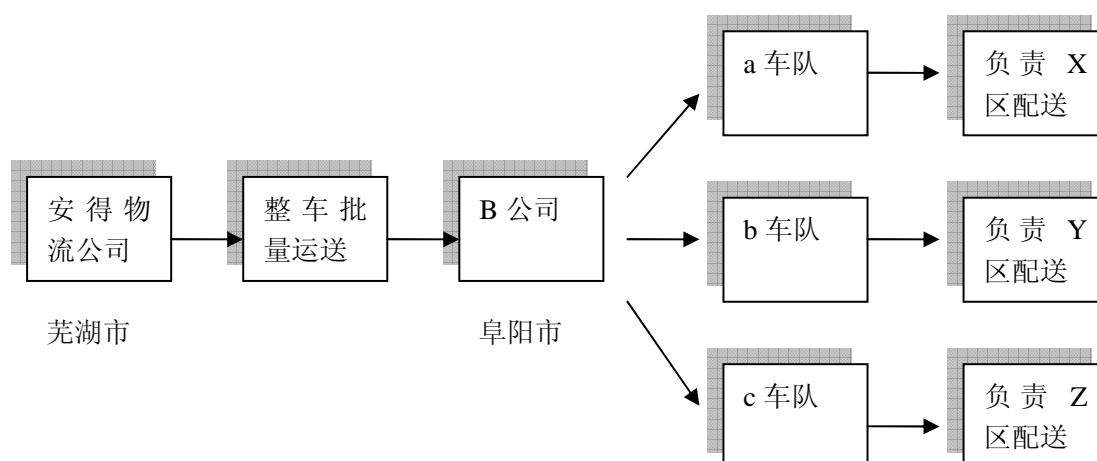 a 车队
负责 X
区配送
安得物
流公司
整车批
量运送
B 公司
b 车队
负责 Y
区配送
芜湖市
阜阳市
c 车队
负责 Z
区配送